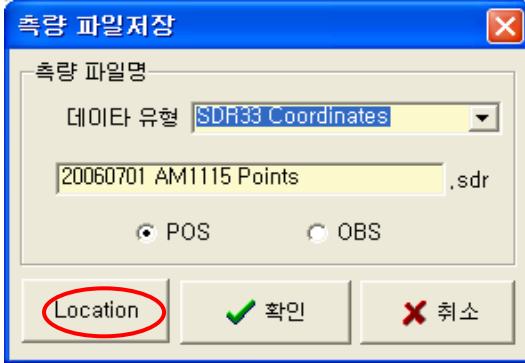 측량 파일저장
측량 파일명
데이타 유형 SDR33 Coordinates
20060701 AM1115 Points .sdr
POS OBS
Location 확인 취소